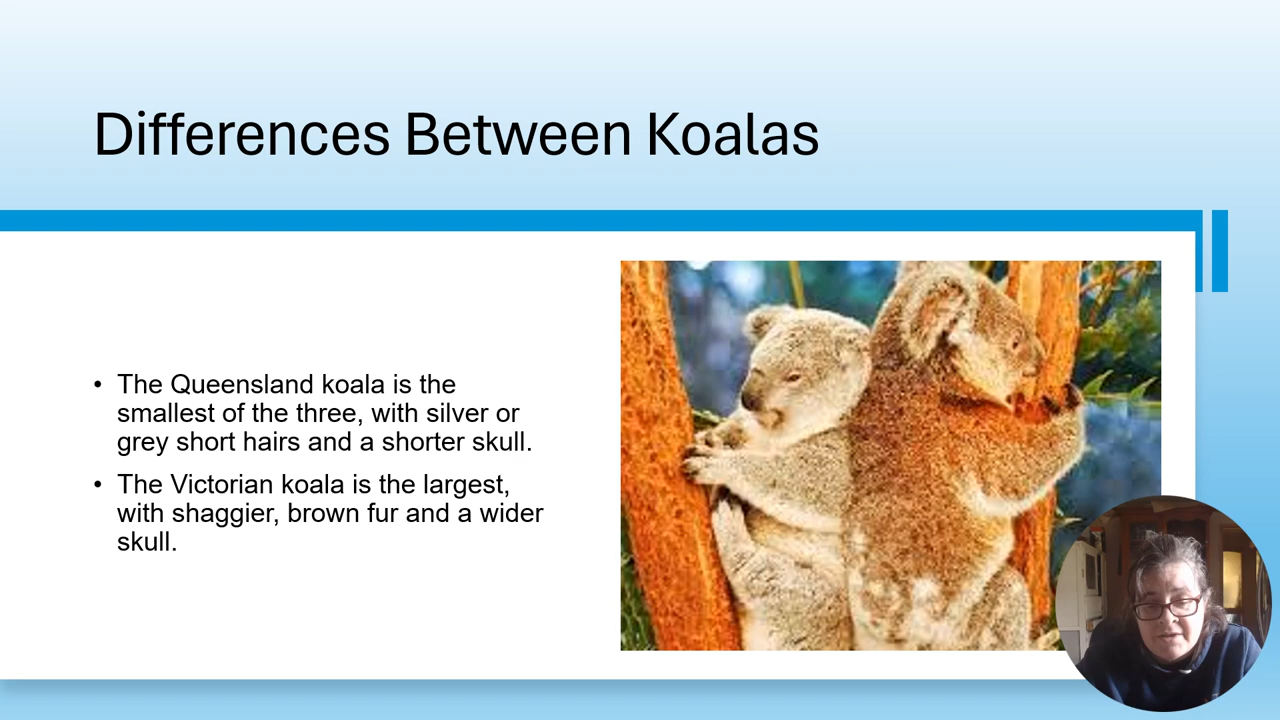 Differences Between Koalas
• The Queensland koala is the
smallest of the three, with silver or
grey short hairs and a shorter skull.
• The Victorian koala is the largest,
with shaggier, brown fur and a wider
skull.